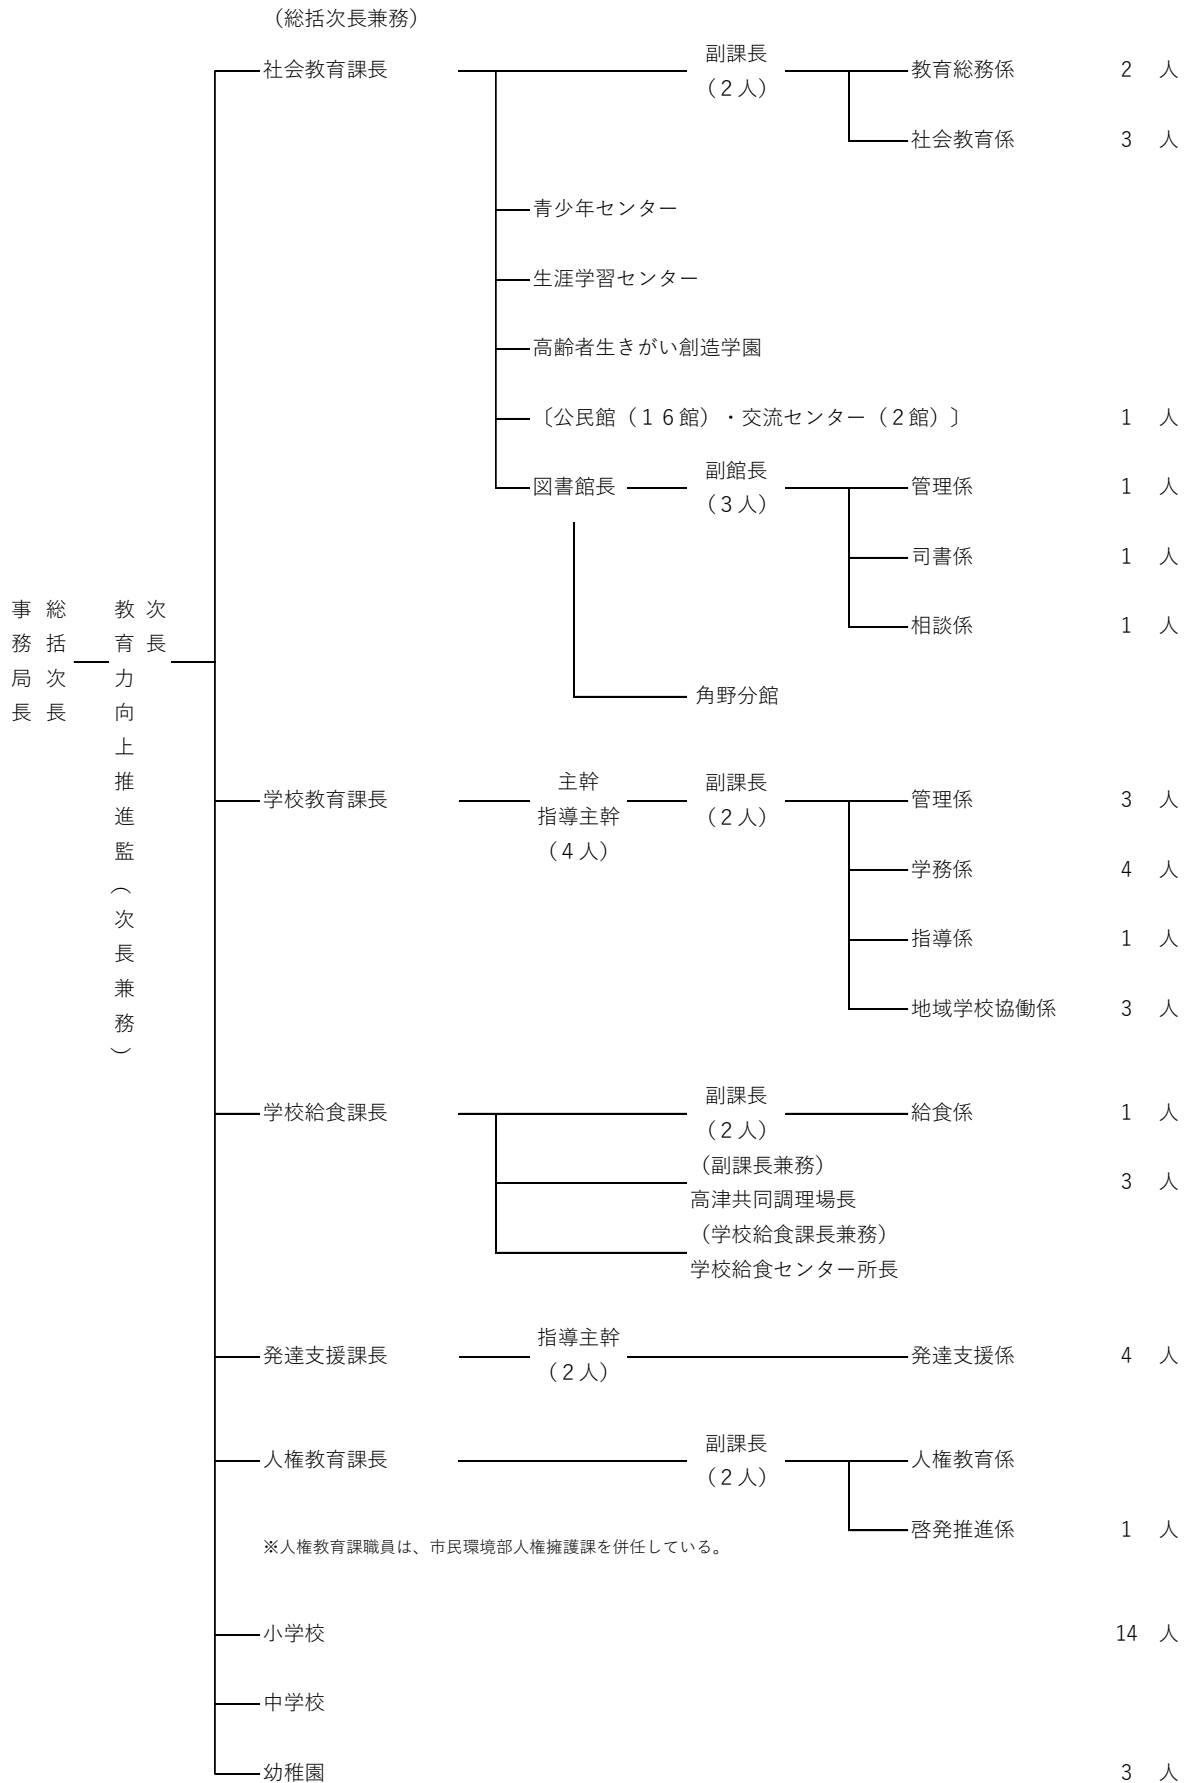 （総括次長兼務）
社会教育課長
副課長
（２人）
教育総務係 2 人
社会教育係 3 人
青少年センター
生涯学習センター
高齢者生きがい創造学園
〔公民館（１６館）・交流センター（２館）〕 1 人
図書館長
副館長
（３人）
管理係 1 人
司書係 1 人
相談係 1 人
角野分館
事務局長
総括次長
次長
教育力向上推進監（次長兼務）
学校教育課長
主幹
指導主幹
（４人）
副課長
（２人）
管理係 3 人
学務係 4 人
指導係 1 人
地域学校協働係 3 人
学校給食課長
副課長
（２人）
給食係 1 人
（副課長兼務）
高津共同調理場長
3 人
（学校給食課長兼務）
学校給食センター所長
発達支援課長
指導主幹
（２人）
発達支援係 4 人
人権教育課長
副課長
（２人）
人権教育係
啓発推進係 1 人
※人権教育課職員は、市民環境部人権擁護課を併任している。
小学校 14 人
中学校
幼稚園 3 人